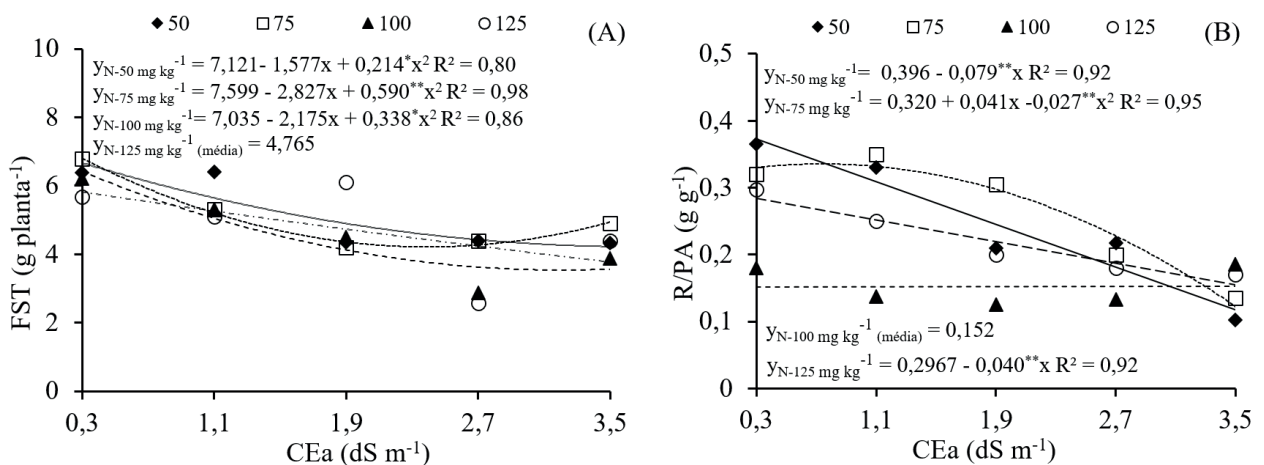 50 75 100 125
(A)
10
8
6
4
2
0
FST (g planta⁻¹)
y_N-50 mg kg⁻¹ = 7,121- 1,577x + 0,214*x² R² = 0,80
y_N-75 mg kg⁻¹ = 7,599 - 2,827x + 0,590**x² R² = 0,98
y_N-100 mg kg⁻¹ = 7,035 - 2,175x + 0,338*x² R² = 0,86
y_N-125 mg kg⁻¹ (média) = 4,765
0,3 1,1 1,9 2,7 3,5
CEa (dS m⁻¹)
50 75 100 125
(B)
0,5
0,4
0,3
0,2
0,1
0
R/PA (g g⁻¹)
y_N-50 mg kg⁻¹= 0,396 - 0,079**x R² = 0,92
y_N-75 mg kg⁻¹ = 0,320 + 0,041x -0,027**x² R² = 0,95
y_N-100 mg kg⁻¹ (média) = 0,152
y_N-125 mg kg⁻¹ = 0,2967 - 0,040**x R² = 0,92
0,3 1,1 1,9 2,7 3,5
CEa (dS m⁻¹)